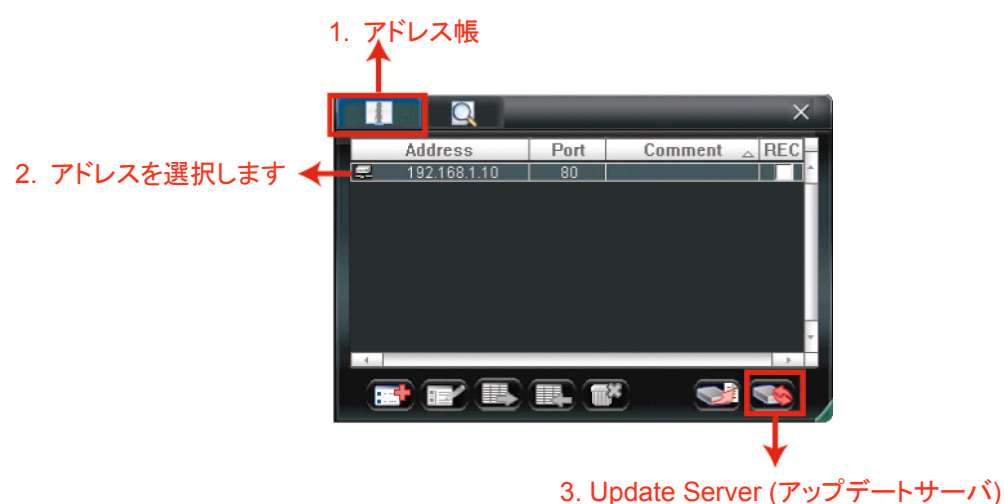 1. アドレス帳
Address Port Comment REC
2. アドレスを選択します
192.168.1.10 80
3. Update Server (アップデートサーバ)